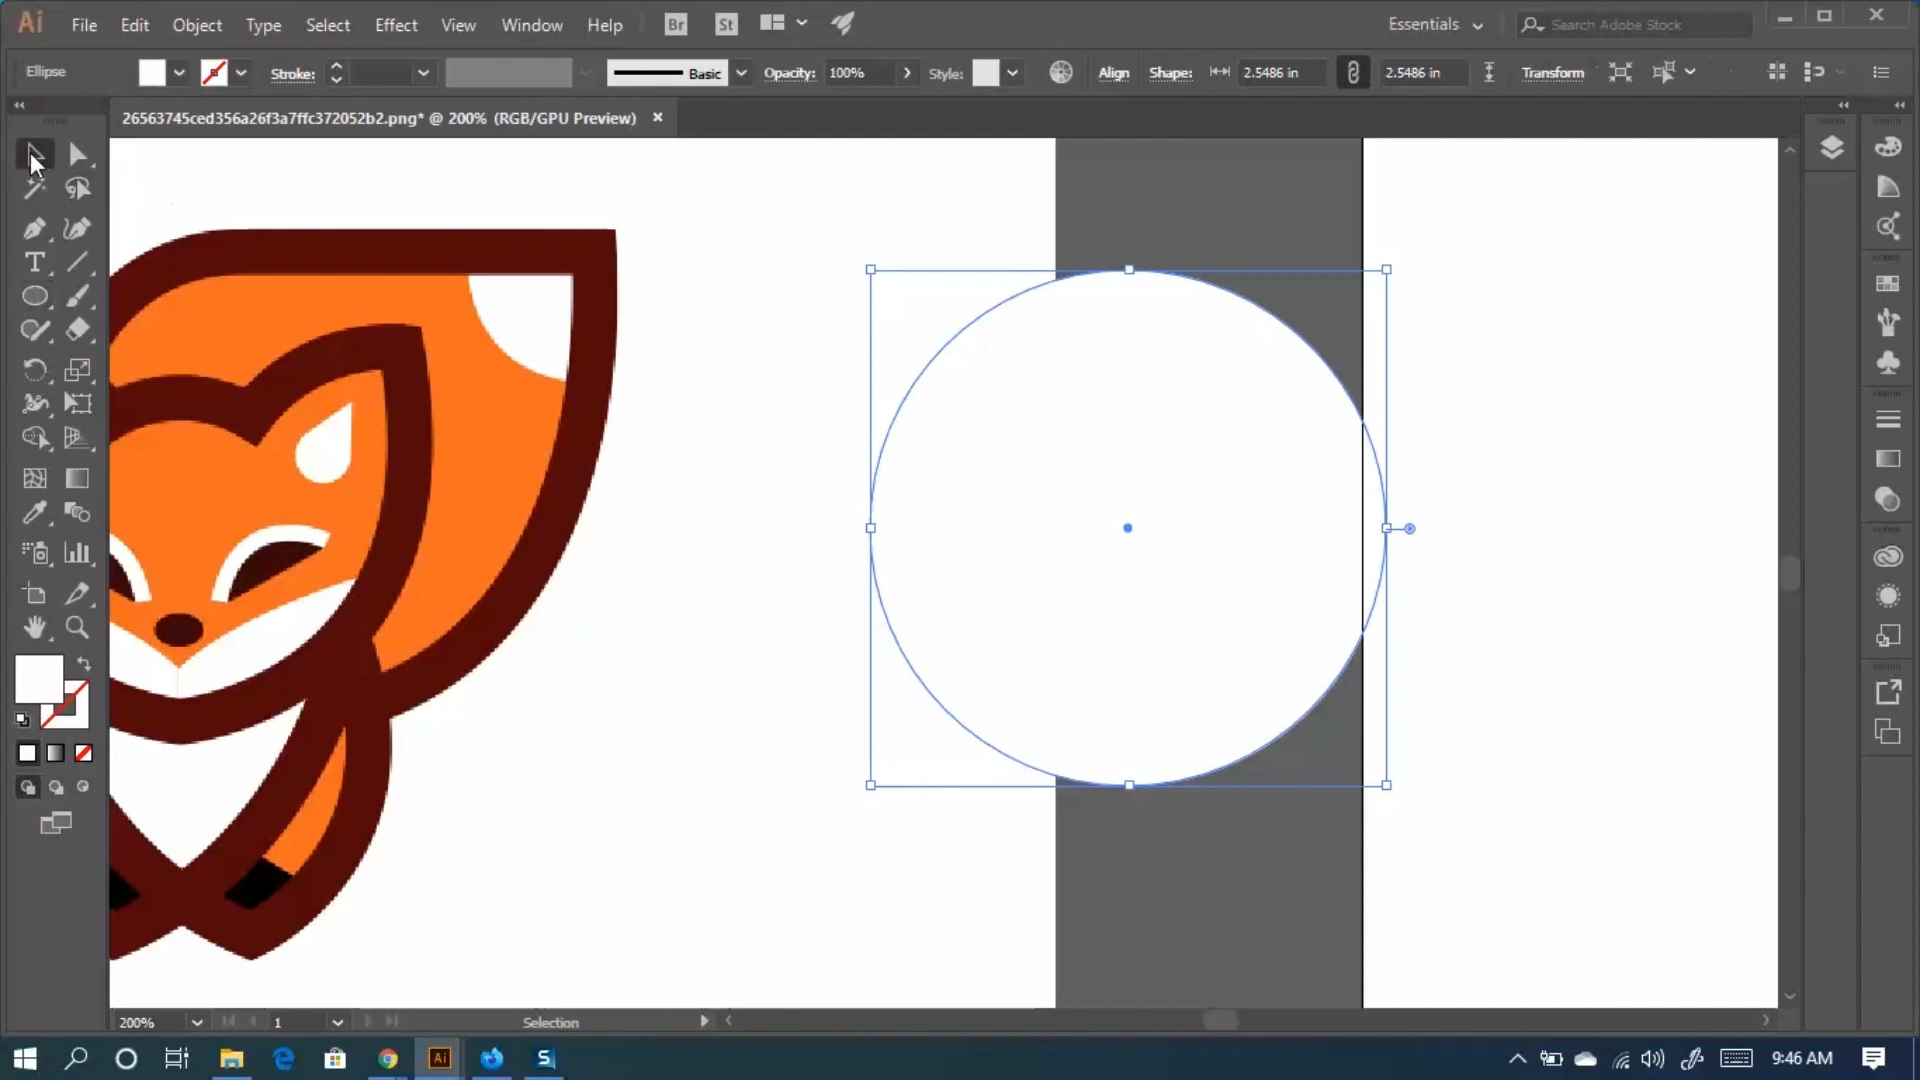 Ai File Edit Object Type Select Effect View Window Help Br St Essentials Search Adobe Stock
Ellipse Stroke: Basic Opacity: 100% Style: Align Shape: 2.5486 in 2.5486 in Transform
26563745ced356a26f3a7ffc372052b2.png* @ 200% (RGB/GPU Preview)
T
200% 1 Selection
Ai S 9:46 AM